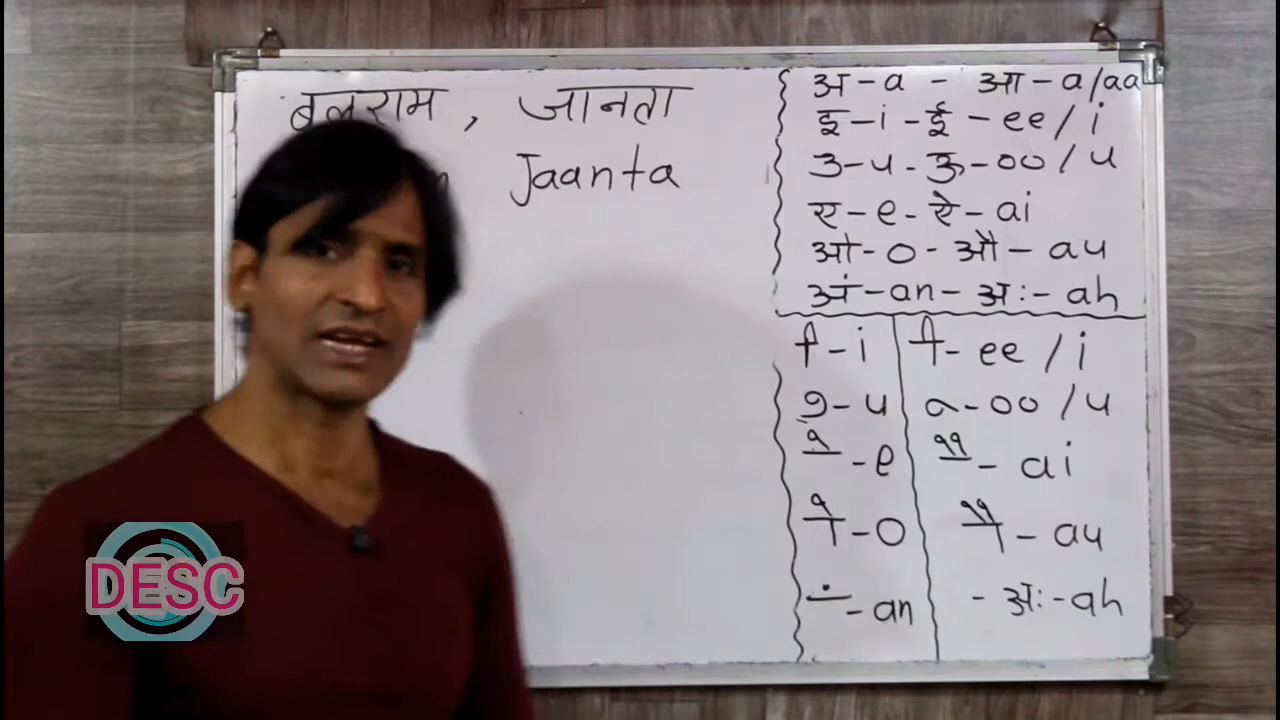 बलराम, जानता
Jaanta
अ-a - आ-a/aa
इ-i-ई-ee/i
उ-u-ऊ-oo/u
ए-e-ऐ-ai
ओ-o-औ-au
अं-an-अः-ah
ि-i ी-ee/i
ु-u ू-oo/u
े-e ै-ai
ो-o ौ-au
ं-an -अः-ah
DESC